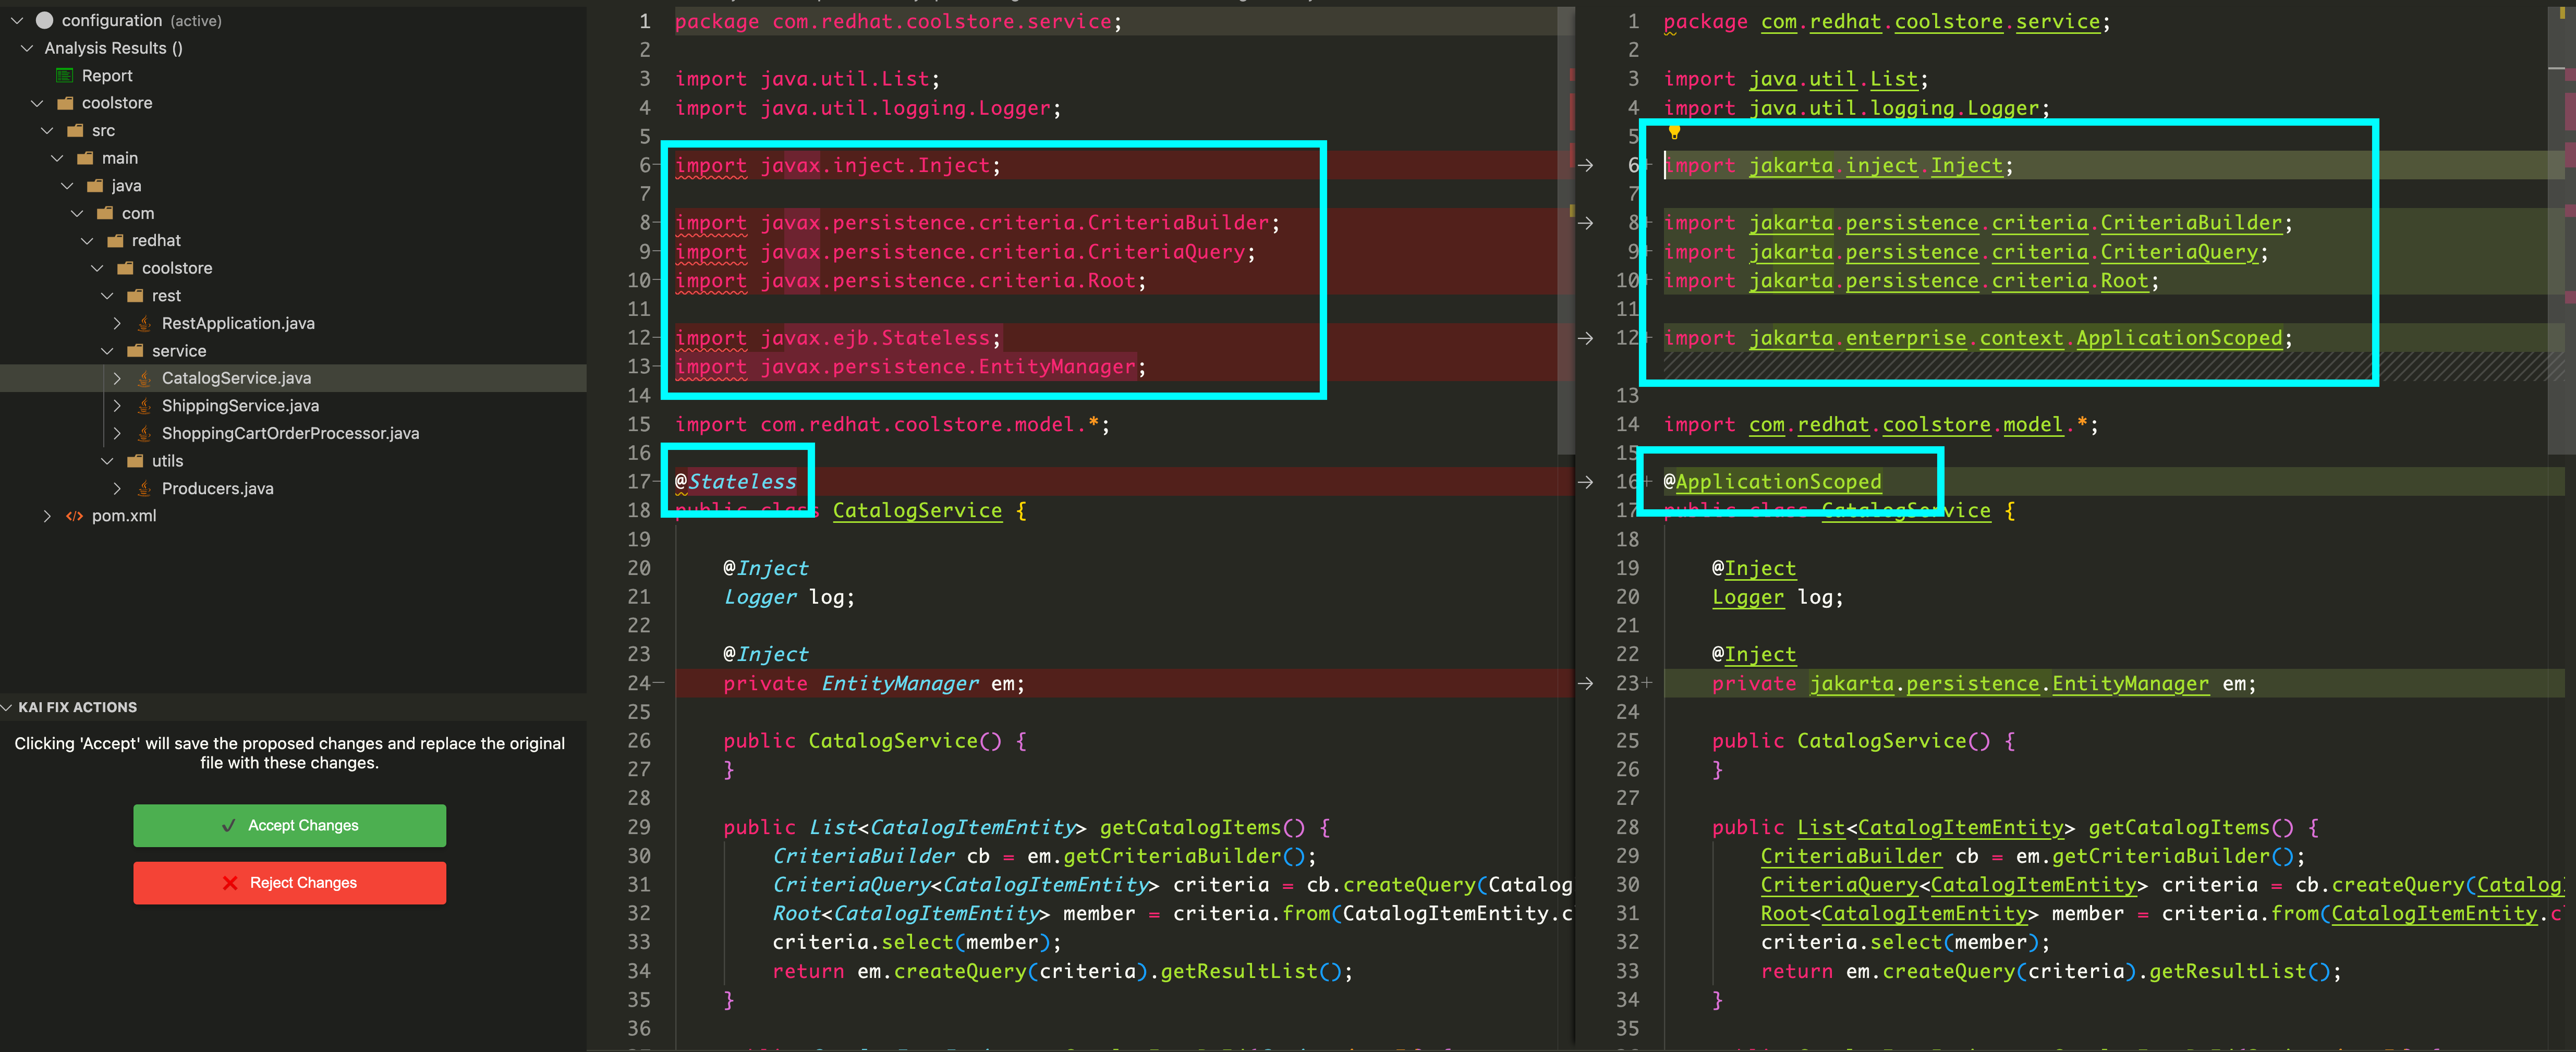 configuration (active)
Analysis Results ()
Report
coolstore
src
main
java
com
redhat
coolstore
rest
RestApplication.java
service
CatalogService.java
ShippingService.java
ShoppingCartOrderProcessor.java
utils
Producers.java
pom.xml
KAI FIX ACTIONS
Clicking 'Accept' will save the proposed changes and replace the original
file with these changes.
Accept Changes
Reject Changes
1 package com.redhat.coolstore.service;
2
3 import java.util.List;
4 import java.util.logging.Logger;
5
6- import javax.inject.Inject;
7
8- import javax.persistence.criteria.CriteriaBuilder;
9- import javax.persistence.criteria.CriteriaQuery;
10- import javax.persistence.criteria.Root;
11
12- import javax.ejb.Stateless;
13- import javax.persistence.EntityManager;
14
15 import com.redhat.coolstore.model.*;
16
17- @Stateless
18 public class CatalogService {
19
20 @Inject
21 Logger log;
22
23 @Inject
24- private EntityManager em;
25
26 public CatalogService() {
27 }
28
29 public List<CatalogItemEntity> getCatalogItems() {
30 CriteriaBuilder cb = em.getCriteriaBuilder();
31 CriteriaQuery<CatalogItemEntity> criteria = cb.createQuery(Catalog
32 Root<CatalogItemEntity> member = criteria.from(CatalogItemEntity.c
33 criteria.select(member);
34 return em.createQuery(criteria).getResultList();
35 }
36
1 package com.redhat.coolstore.service;
2
3 import java.util.List;
4 import java.util.logging.Logger;
5
6+ import jakarta.inject.Inject;
7
8+ import jakarta.persistence.criteria.CriteriaBuilder;
9+ import jakarta.persistence.criteria.CriteriaQuery;
10+ import jakarta.persistence.criteria.Root;
11
12+ import jakarta.enterprise.context.ApplicationScoped;
13
14 import com.redhat.coolstore.model.*;
15
16+ @ApplicationScoped
17 public class CatalogService {
18
19 @Inject
20 Logger log;
21
22 @Inject
23+ private jakarta.persistence.EntityManager em;
24
25 public CatalogService() {
26 }
27
28 public List<CatalogItemEntity> getCatalogItems() {
29 CriteriaBuilder cb = em.getCriteriaBuilder();
30 CriteriaQuery<CatalogItemEntity> criteria = cb.createQuery(CatalogI
31 Root<CatalogItemEntity> member = criteria.from(CatalogItemEntity.c
32 criteria.select(member);
33 return em.createQuery(criteria).getResultList();
34 }
35